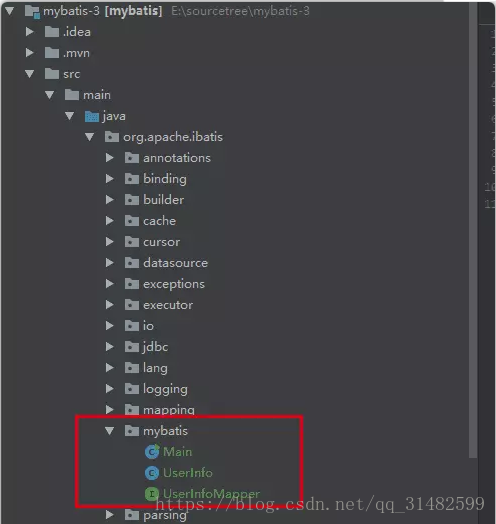 mybatis-3 [mybatis] E:\sourcetree\mybatis-3
.idea
.mvn
src
main
java
org.apache.ibatis
annotations
binding
builder
cache
cursor
datasource
exceptions
executor
io
jdbc
lang
logging
mapping
mybatis
Main
UserInfo
UserInfoMapper
https://blog.csdn.net/qq_31482599
parsing